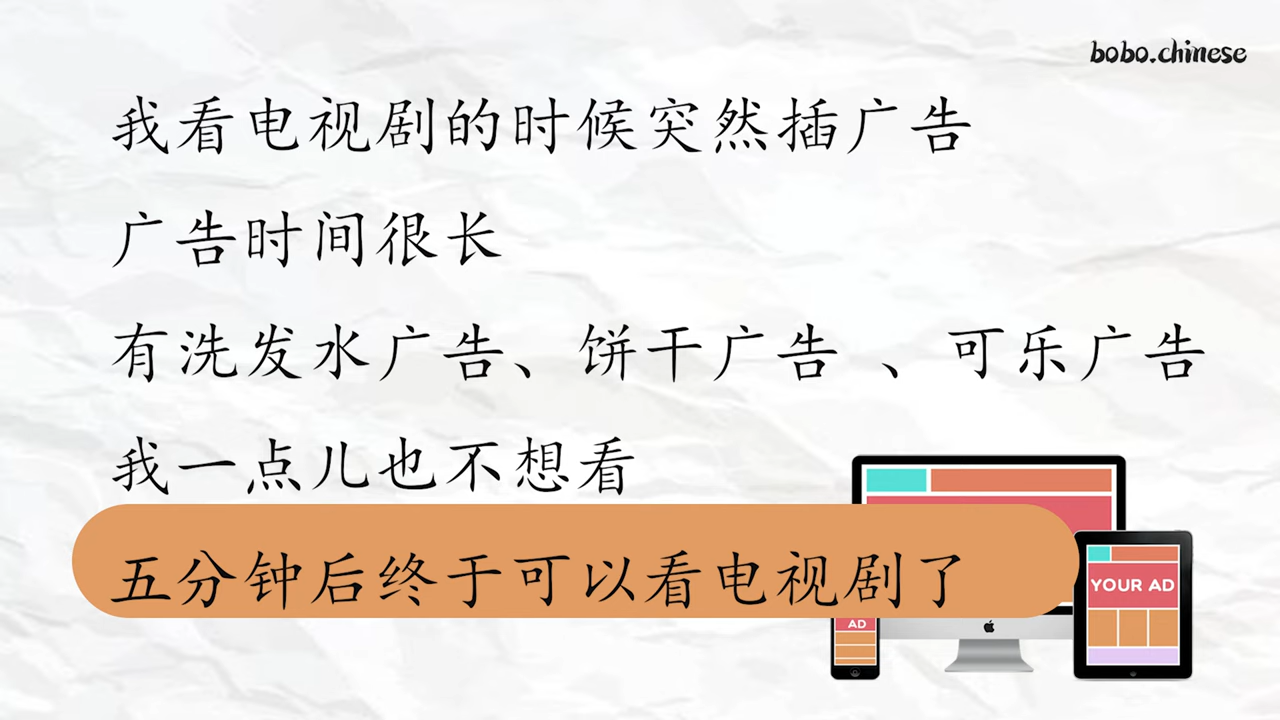 bobo.chinese
我看电视剧的时候突然插广告
广告时间很长
有洗发水广告、饼干广告 、可乐广告
我一点儿也不想看
五分钟后终于可以看电视剧了
YOUR AD
AD